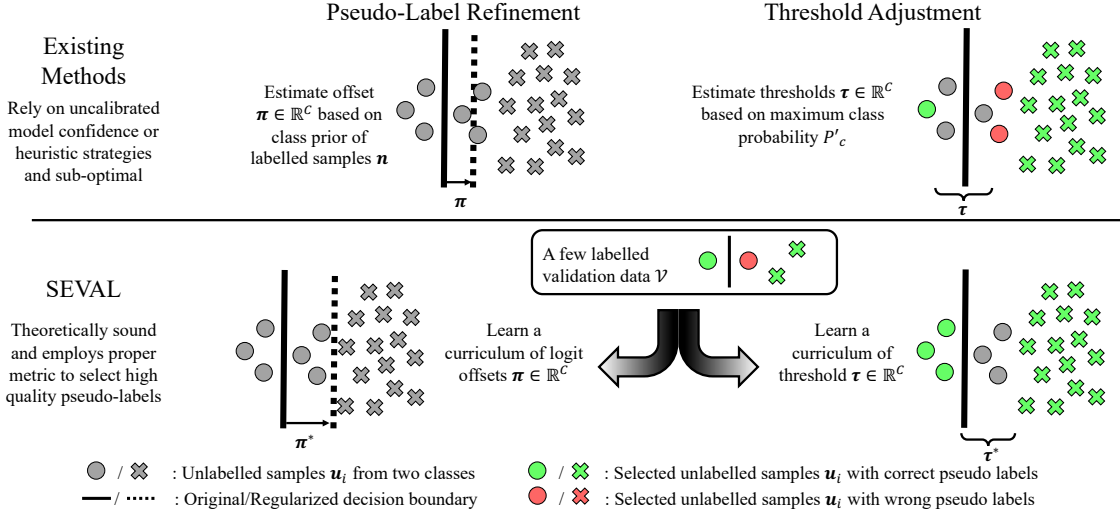 Pseudo-Label Refinement
Threshold Adjustment
Existing
Methods
Rely on uncalibrated
model confidence or
heuristic strategies
and sub-optimal
Estimate offset
π ∈ ℝ^C based on
class prior of
labelled samples n
π
Estimate thresholds τ ∈ ℝ^C
based on maximum class
probability P′_c
τ
A few labelled
validation data 𝒱
SEVAL
Theoretically sound
and employs proper
metric to select high
quality pseudo-labels
π*
Learn a
curriculum of logit
offsets π ∈ ℝ^C
Learn a
curriculum of
threshold τ ∈ ℝ^C
τ*
/ : Unlabelled samples u_i from two classes
/ : Selected unlabelled samples u_i with correct pseudo labels
/ : Original/Regularized decision boundary
/ : Selected unlabelled samples u_i with wrong pseudo labels